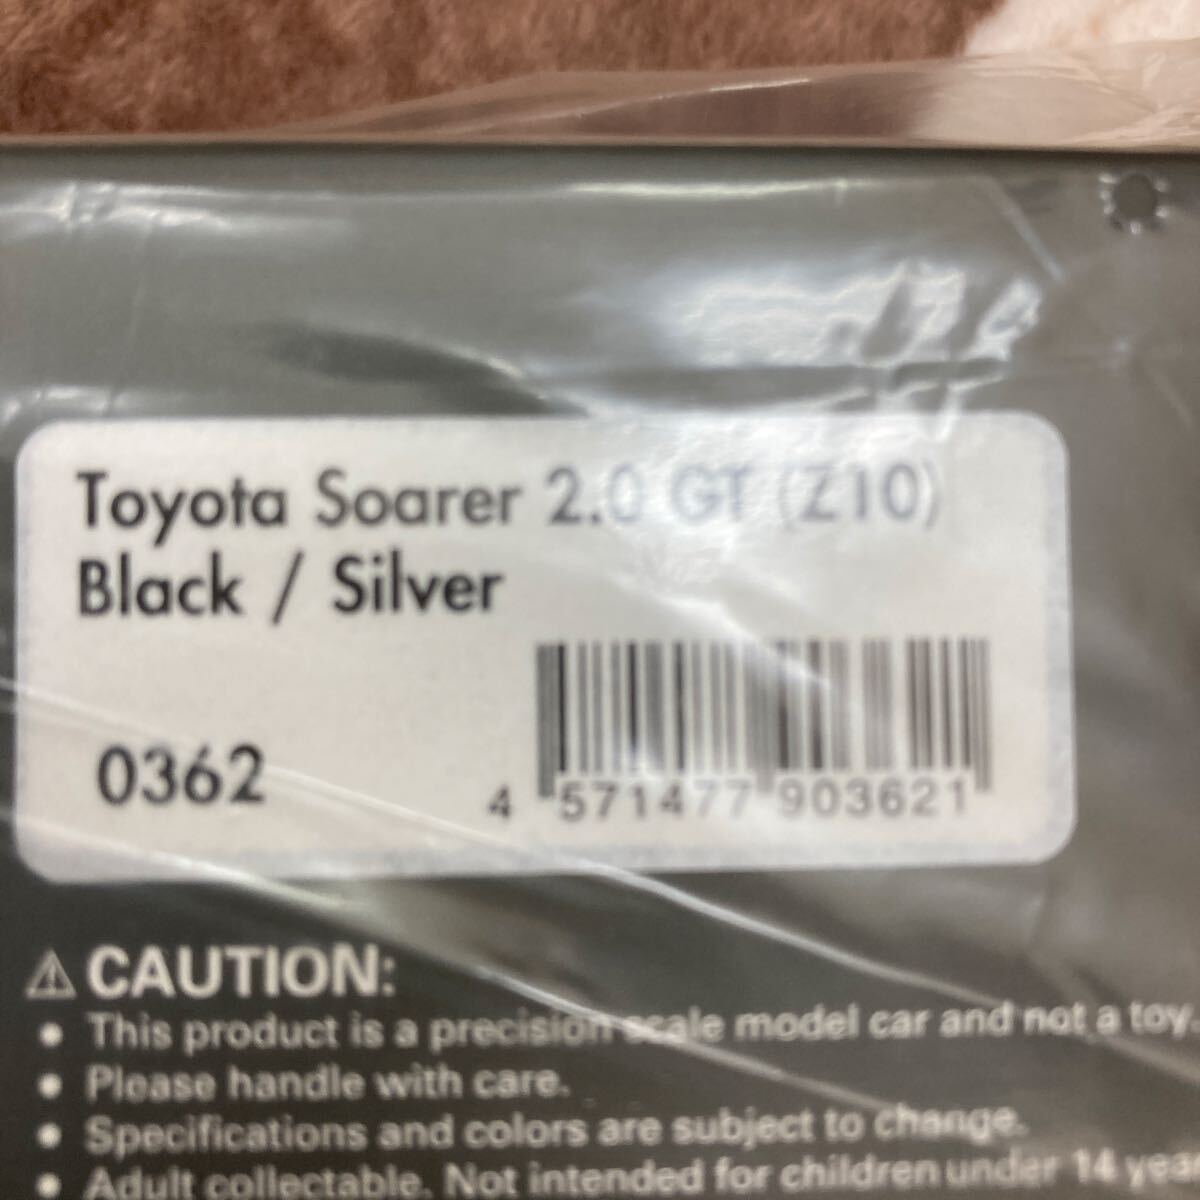 Toyota Soarer 2.0 GT (Z10)
Black / Silver
0362
4 571477 903621
⚠ CAUTION:
• This product is a precision scale model car and not a toy.
• Please handle with care.
• Specifications and colors are subject to change.
• Adult collectable. Not intended for children under 14